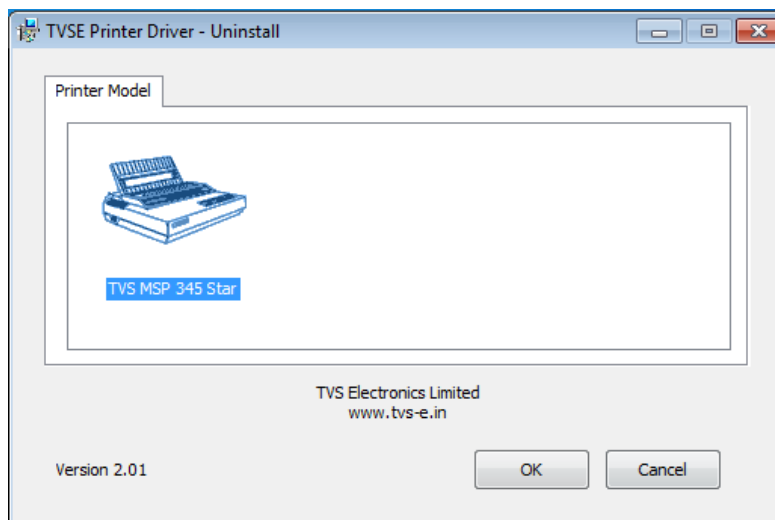 TVSE Printer Driver - Uninstall
Printer Model
TVS MSP 345 Star
TVS Electronics Limited
www.tvs-e.in
Version 2.01
OK
Cancel